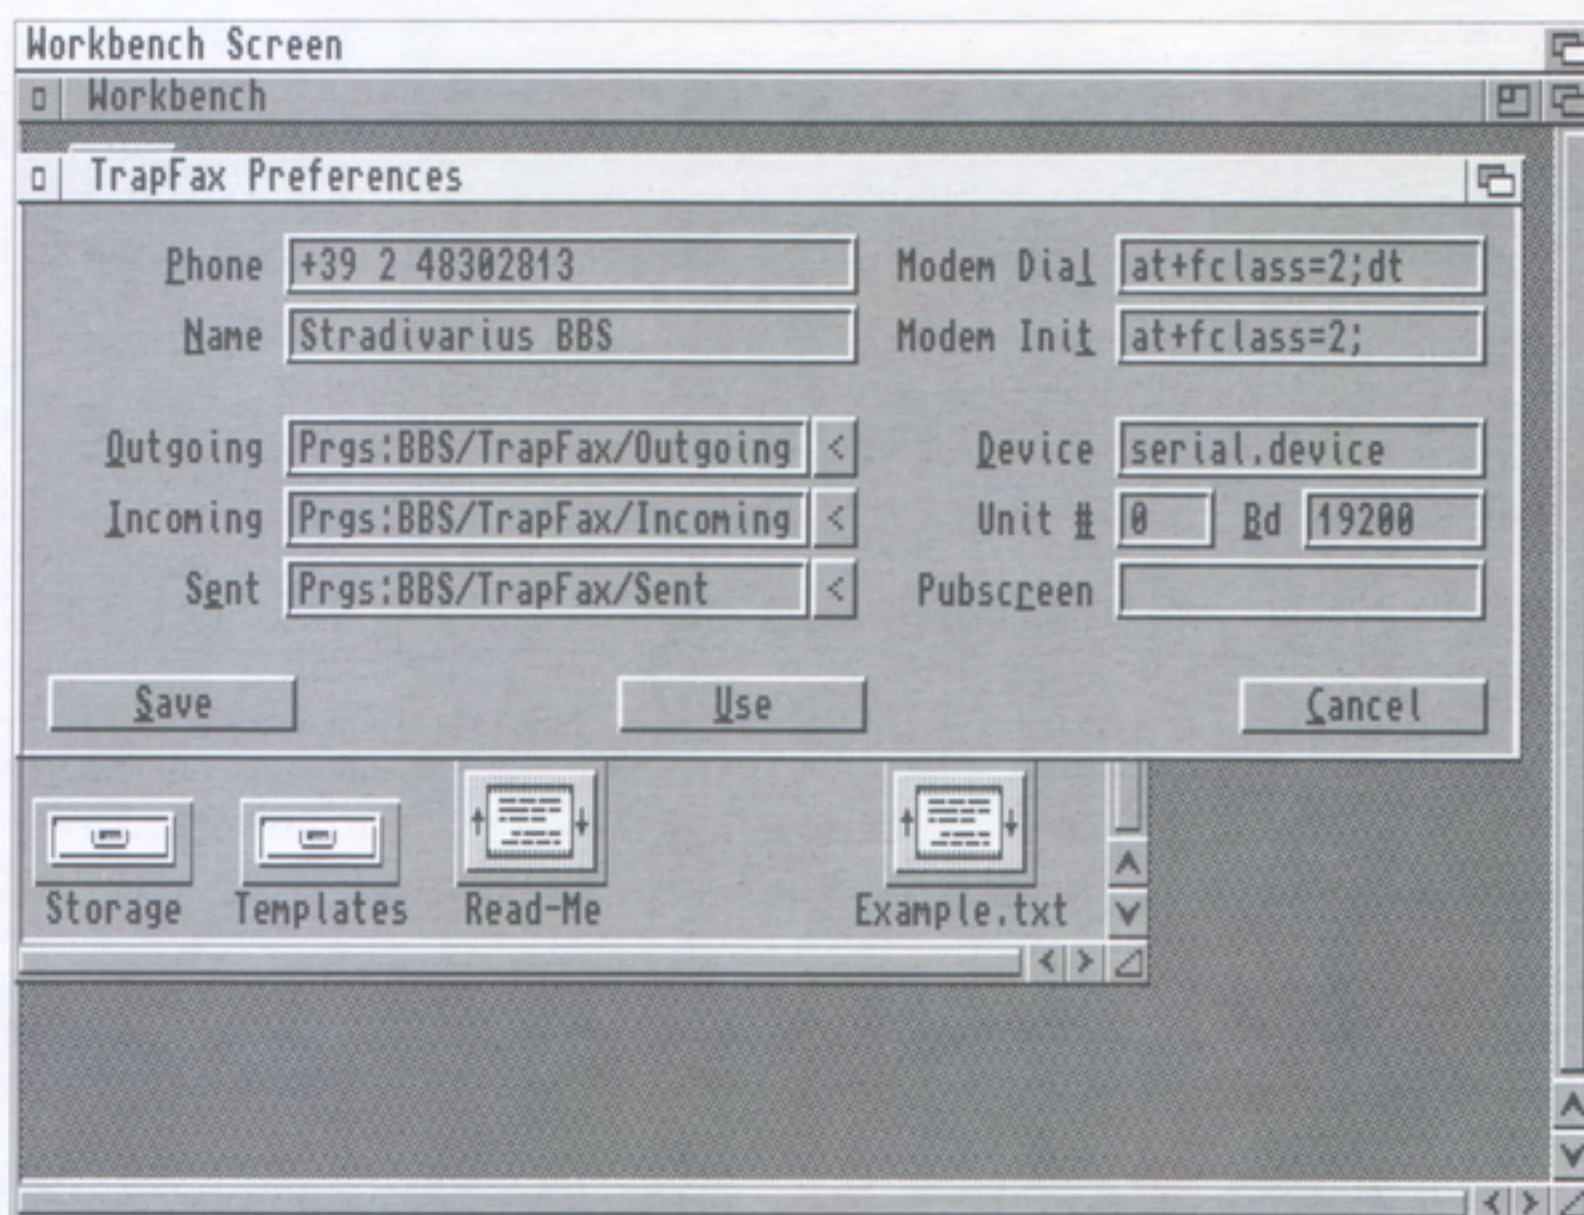 Workbench Screen
Workbench
TrapFax Preferences
Phone +39 2 48302813 Modem Dial at+fclass=2;dt
Name Stradivarius BBS Modem Init at+fclass=2;
Outgoing Prgs:BBS/TrapFax/Outgoing < Device serial.device
Incoming Prgs:BBS/TrapFax/Incoming < Unit # 0 Bd 19200
Sent Prgs:BBS/TrapFax/Sent < Pubscreen
Save Use Cancel
Storage Templates Read-Me Example.txt